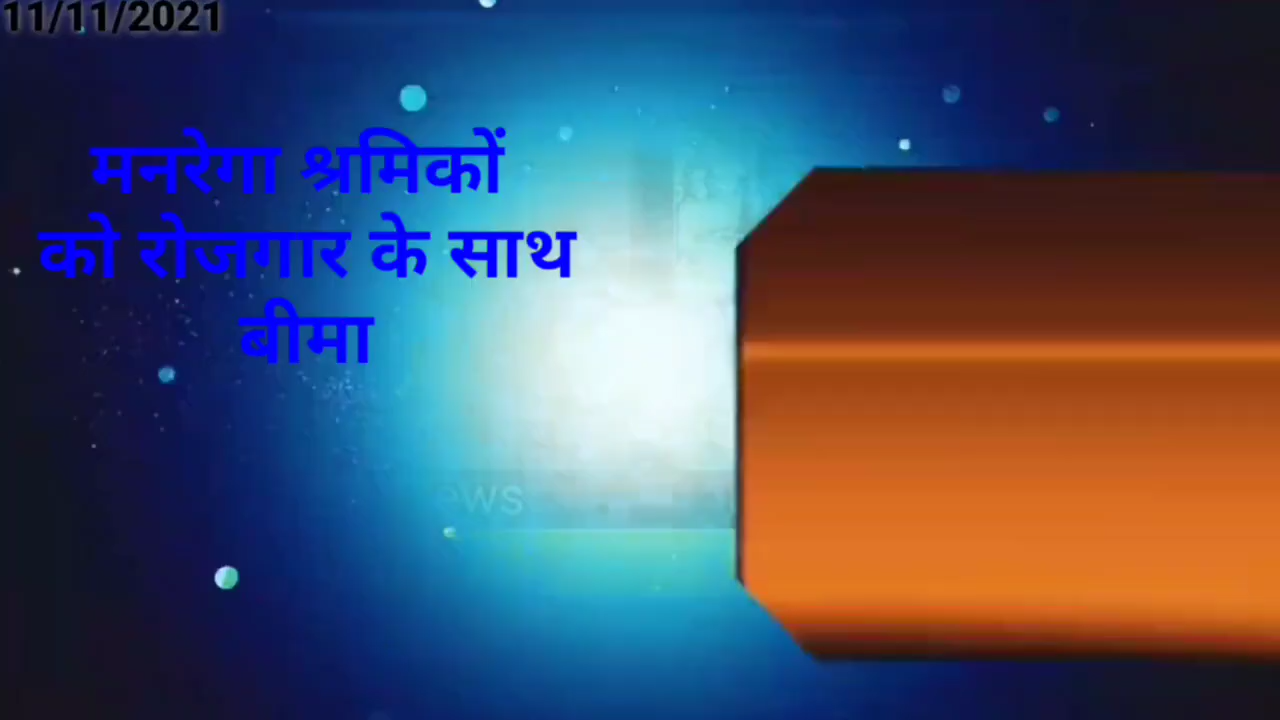 11/11/2021
मनरेगा श्रमिकों
को रोजगार के साथ
बीमा